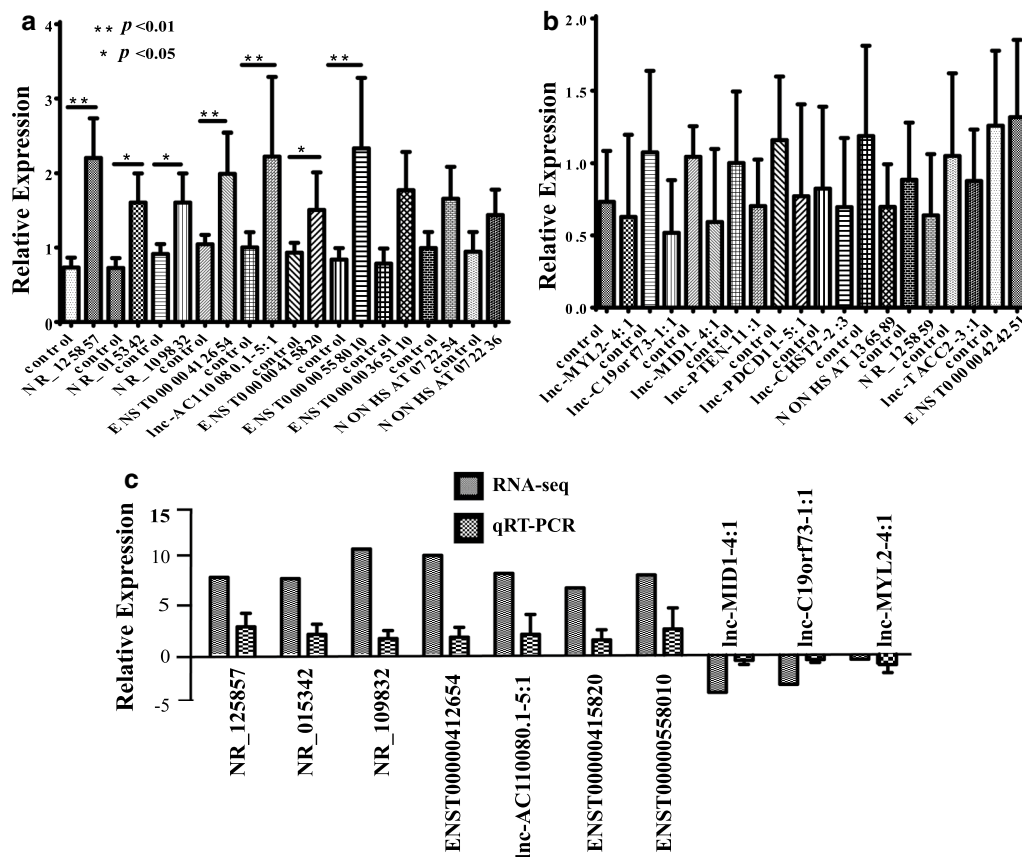 a
** p <0.01
* p <0.05
Relative Expression
4
3
2
1
0
**
*
*
**
**
*
**
control
NR_125857
control
NR_015342
control
NR_109832
control
ENST00000412654
control
lnc-AC110080.1-5:1
control
ENST00000415820
control
ENST00000558010
control
ENST00000365110
control
NONHSAT072254
control
NONHSAT072236
b
Relative Expression
2.0
1.5
1.0
0.5
0.0
control
lnc-MYL2-4:1
control
lnc-C19orf73-1:1
control
lnc-MID1-4:1
control
lnc-PTEN-11:1
control
lnc-PDCD11-5:1
control
lnc-CHST2-2:3
control
NONHSAT136589
control
NR_125859
control
lnc-TACC2-3:1
control
ENST00000424251
c
RNA-seq
qRT-PCR
Relative Expression
15
10
5
0
-5
NR_125857
NR_015342
NR_109832
ENST00000412654
lnc-AC110080.1-5:1
ENST00000415820
ENST00000558010
lnc-MID1-4:1
lnc-C19orf73-1:1
lnc-MYL2-4:1